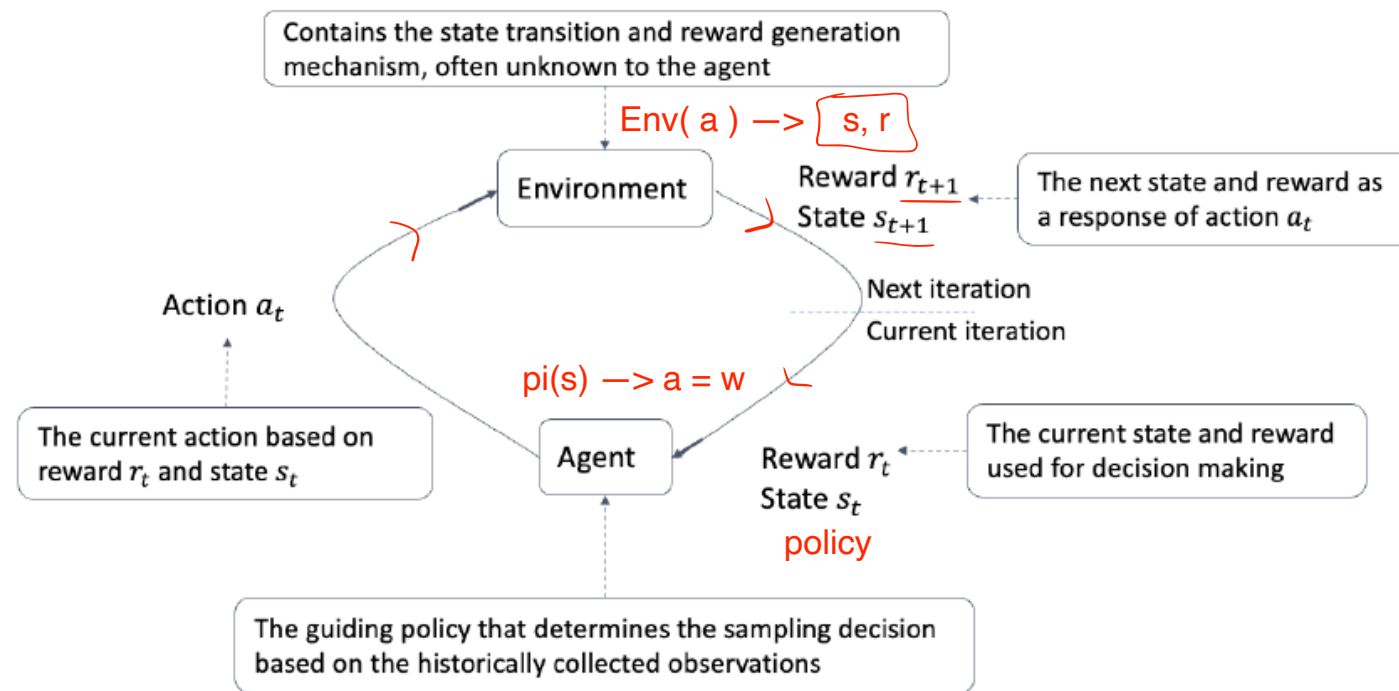 Contains the state transition and reward generation
mechanism, often unknown to the agent
Env( a ) —> s, r
Environment
Reward r_{t+1}
State s_{t+1}
The next state and reward as
a response of action a_t
Next iteration
Current iteration
Action a_t
pi(s) —> a = w
The current action based on
reward r_t and state s_t
Agent
Reward r_t
State s_t
policy
The current state and reward
used for decision making
The guiding policy that determines the sampling decision
based on the historically collected observations